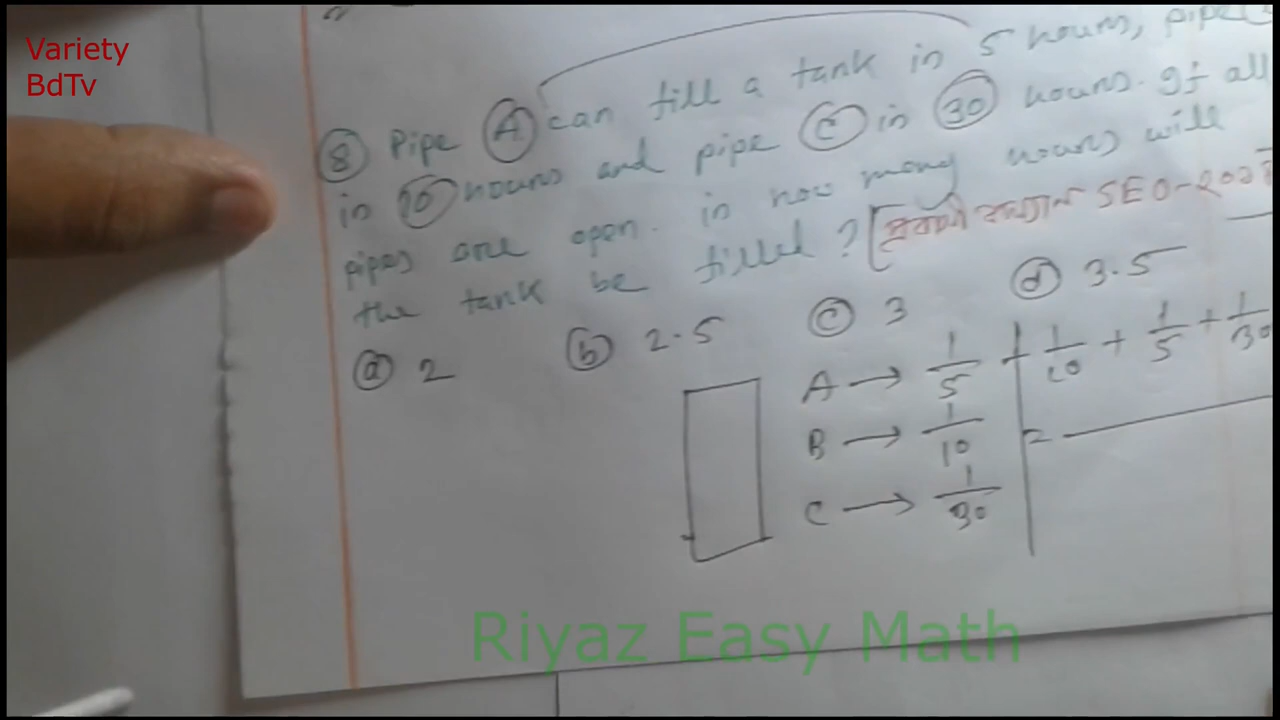 Variety
BdTv
⑧ Pipe Ⓐ can fill a tank in 5 hours, pipe
in 10 hours and pipe Ⓒ in 30 hours. If all
pipes are open. in how many hours will
the tank be filled? [ SEO-
ⓐ 2 ⓑ 2.5 ⓒ 3 ⓓ 3.5
A → 1/5 + 1/10 + 1/5 + 1/30
B → 1/10 =
C → 1/30
Riyaz Easy Math